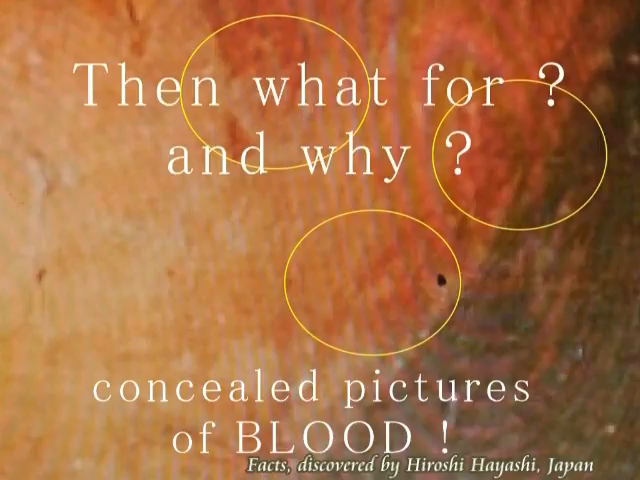 Then what for ?
and why ?
concealed pictures
of BLOOD !
Facts, discovered by Hiroshi Hayashi, Japan